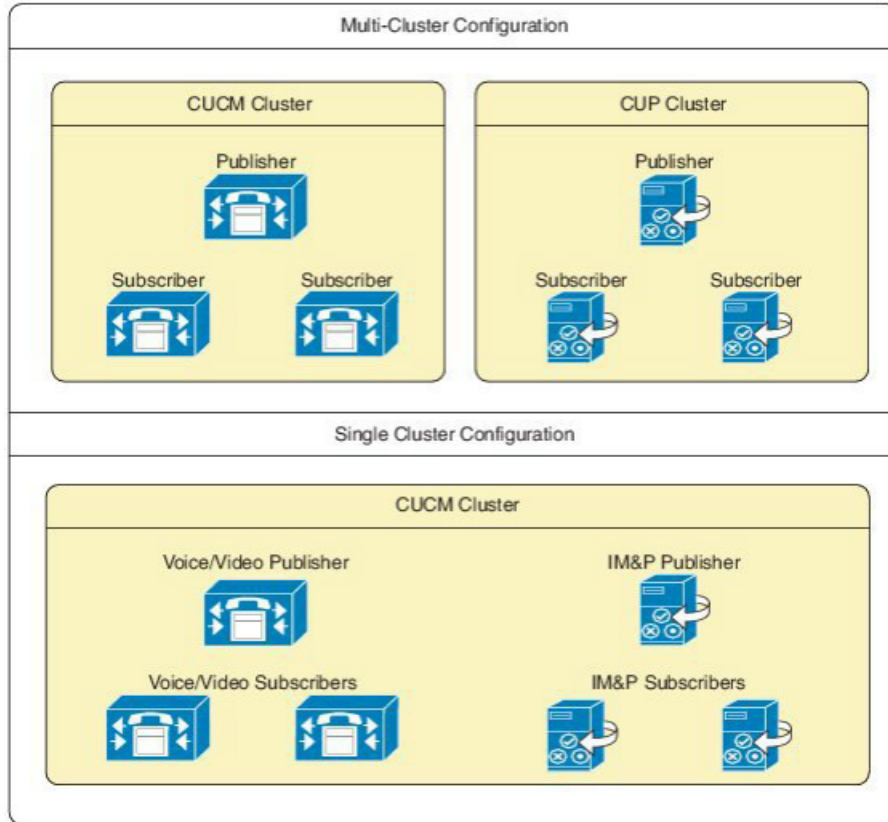 Multi-Cluster Configuration
CUCM Cluster
Publisher
Subscriber
Subscriber
CUP Cluster
Publisher
Subscriber
Subscriber
Single Cluster Configuration
CUCM Cluster
Voice/Video Publisher
Voice/Video Subscribers
IM&P Publisher
IM&P Subscribers